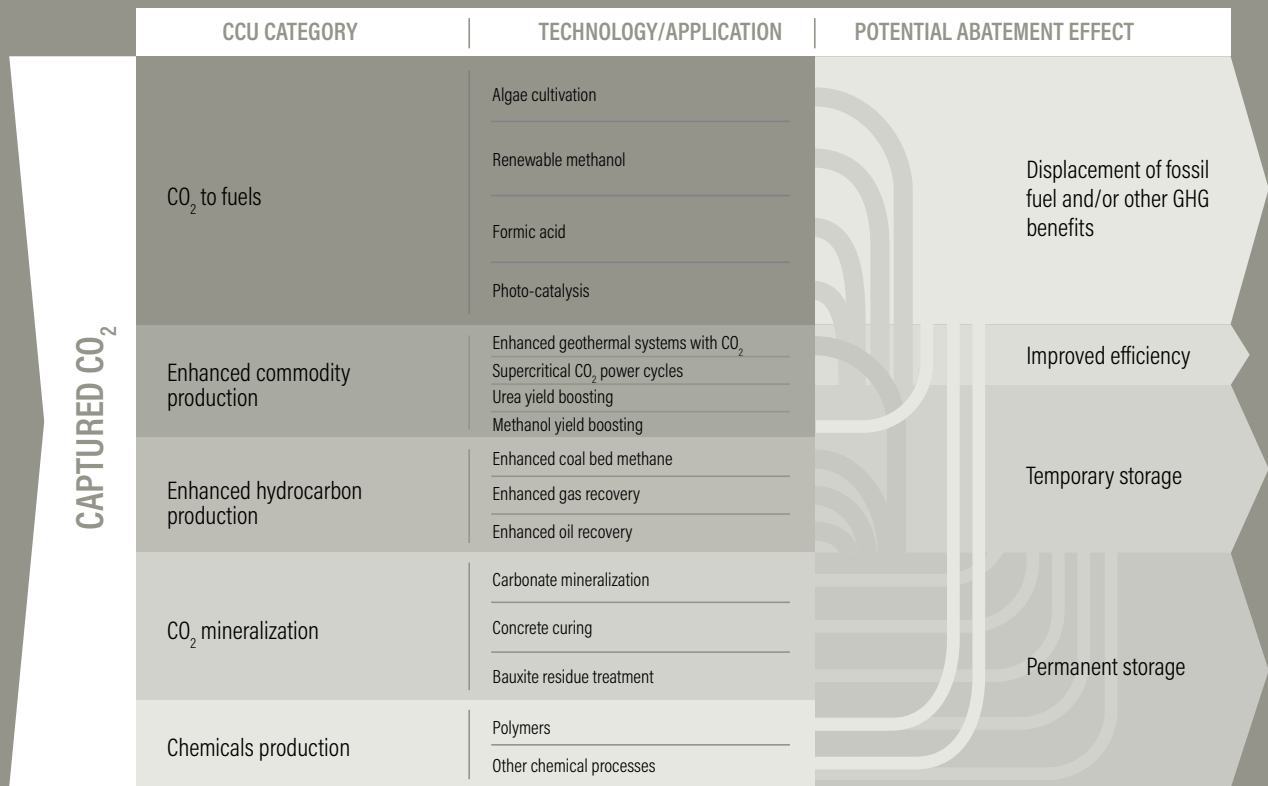 CCU CATEGORY
TECHNOLOGY/APPLICATION
POTENTIAL ABATEMENT EFFECT
CAPTURED CO₂
CO₂ to fuels
Algae cultivation
Renewable methanol
Formic acid
Photo-catalysis
Enhanced commodity
production
Enhanced geothermal systems with CO₂
Supercritical CO₂ power cycles
Urea yield boosting
Methanol yield boosting
Enhanced hydrocarbon
production
Enhanced coal bed methane
Enhanced gas recovery
Enhanced oil recovery
CO₂ mineralization
Carbonate mineralization
Concrete curing
Bauxite residue treatment
Chemicals production
Polymers
Other chemical processes
Displacement of fossil
fuel and/or other GHG
benefits
Improved efficiency
Temporary storage
Permanent storage